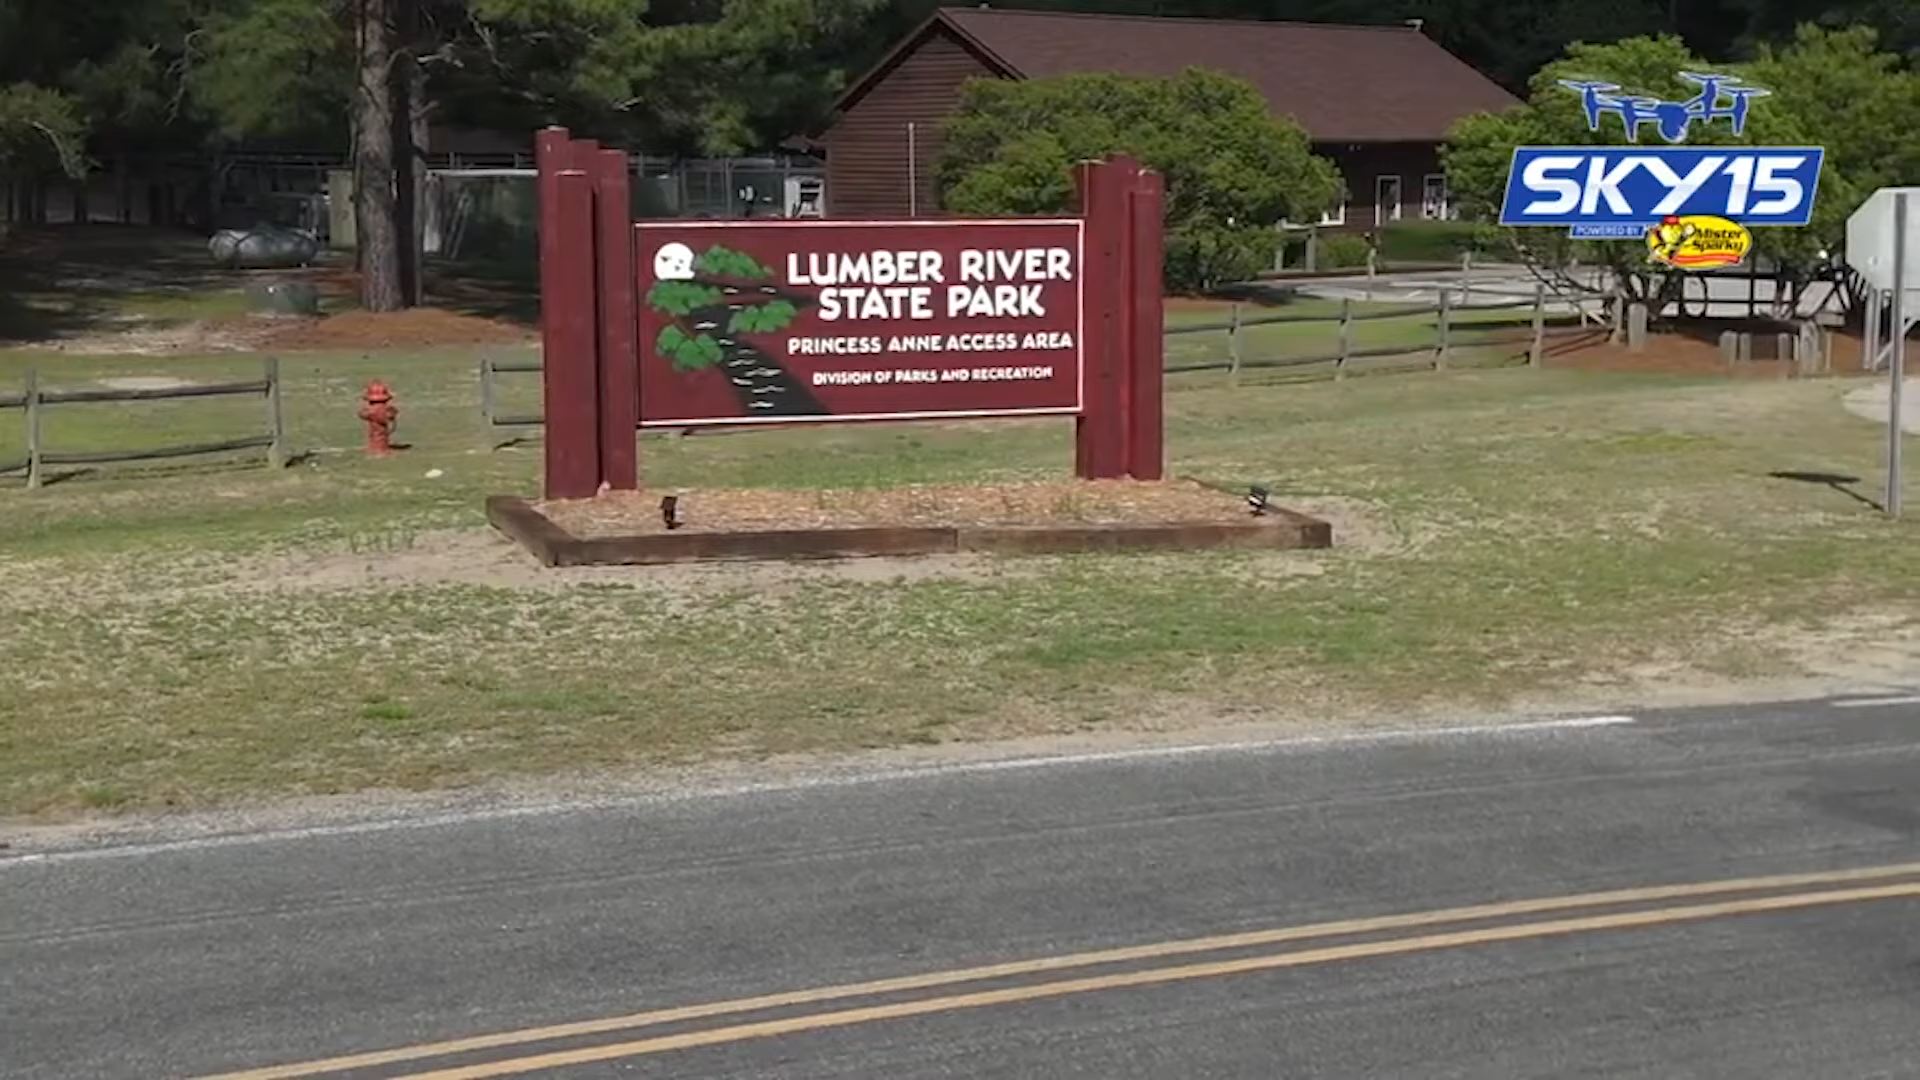 LUMBER RIVER
STATE PARK
PRINCESS ANNE ACCESS AREA
DIVISION OF PARKS AND RECREATION
SKY15
POWERED BY
Mister
Sparky